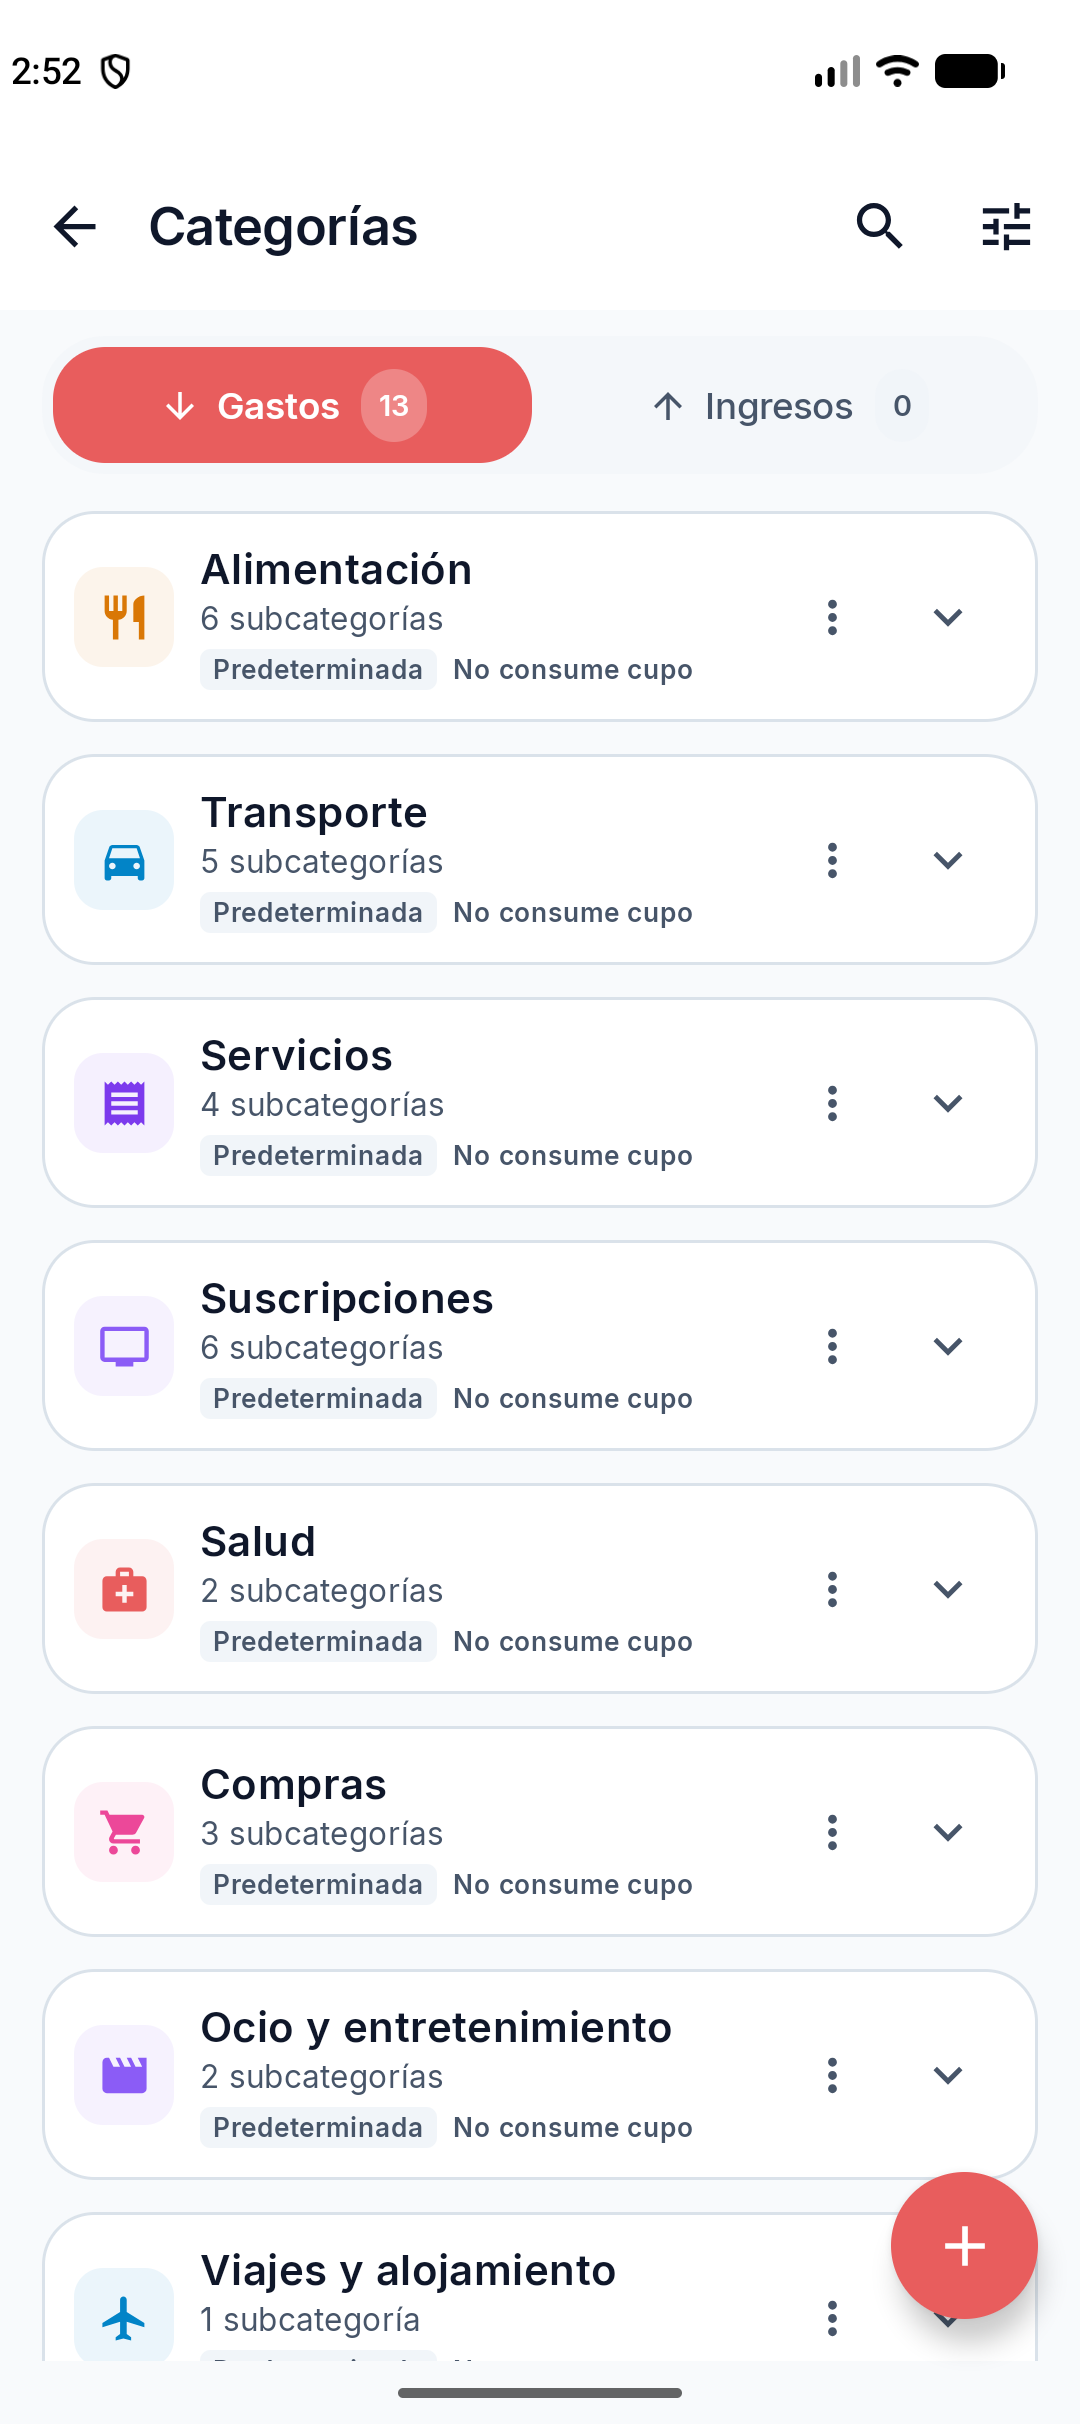 2:52
Categorías
Gastos 13 Ingresos 0
Alimentación
6 subcategorías
Predeterminada No consume cupo
Transporte
5 subcategorías
Predeterminada No consume cupo
Servicios
4 subcategorías
Predeterminada No consume cupo
Suscripciones
6 subcategorías
Predeterminada No consume cupo
Salud
2 subcategorías
Predeterminada No consume cupo
Compras
3 subcategorías
Predeterminada No consume cupo
Ocio y entretenimiento
2 subcategorías
Predeterminada No consume cupo
Viajes y alojamiento
1 subcategoría